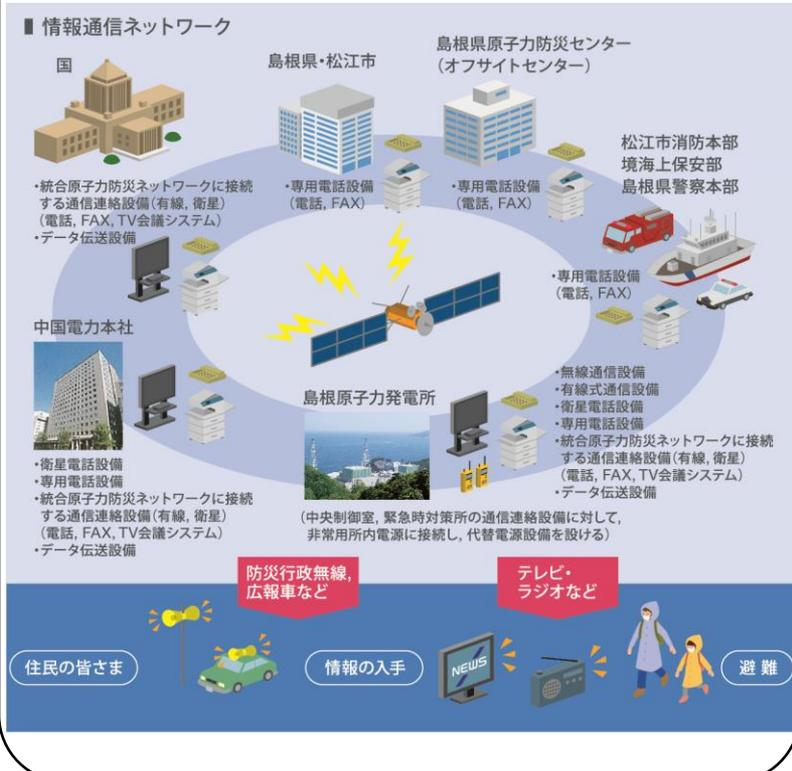 ■ 情報通信ネットワーク
国
・統合原子力防災ネットワークに接続
する通信連絡設備(有線, 衛星)
(電話, FAX, TV会議システム)
・データ伝送設備
島根県・松江市
・専用電話設備
(電話, FAX)
島根県原子力防災センター
(オフサイトセンター)
・専用電話設備
(電話, FAX)
松江市消防本部
境海上保安部
島根県警察本部
・専用電話設備
(電話, FAX)
中国電力本社
・衛星電話設備
・専用電話設備
・統合原子力防災ネットワークに接続
する通信連絡設備(有線, 衛星)
(電話, FAX, TV会議システム)
・データ伝送設備
島根原子力発電所
・無線通信設備
・有線式通信設備
・衛星電話設備
・専用電話設備
・統合原子力防災ネットワークに接続
する通信連絡設備(有線, 衛星)
(電話, FAX, TV会議システム)
・データ伝送設備
(中央制御室, 緊急時対策所の通信連絡設備に対して,
非常用所内電源に接続し, 代替電源設備を設ける)
防災行政無線,
広報車など
テレビ・
ラジオなど
住民の皆さま
情報の入手
NEWS
避難